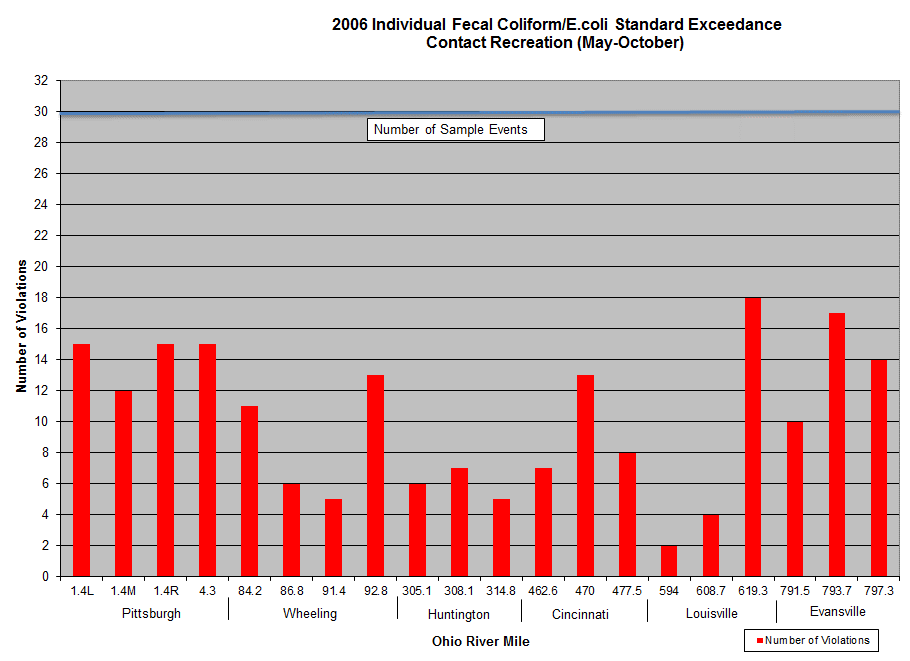 2006 Individual Fecal Coliform/E.coli Standard Exceedance
Contact Recreation (May-October)
Number of Violations
32
30
28
26
24
22
20
18
16
14
12
10
8
6
4
2
0
Number of Sample Events
1.4L 1.4M 1.4R 4.3 84.2 86.8 91.4 92.8 305.1 308.1 314.8 462.6 470 477.5 594 608.7 619.3 791.5 793.7 797.3
Pittsburgh Wheeling Huntington Cincinnati Louisville Evansville
Ohio River Mile
Number of Violations